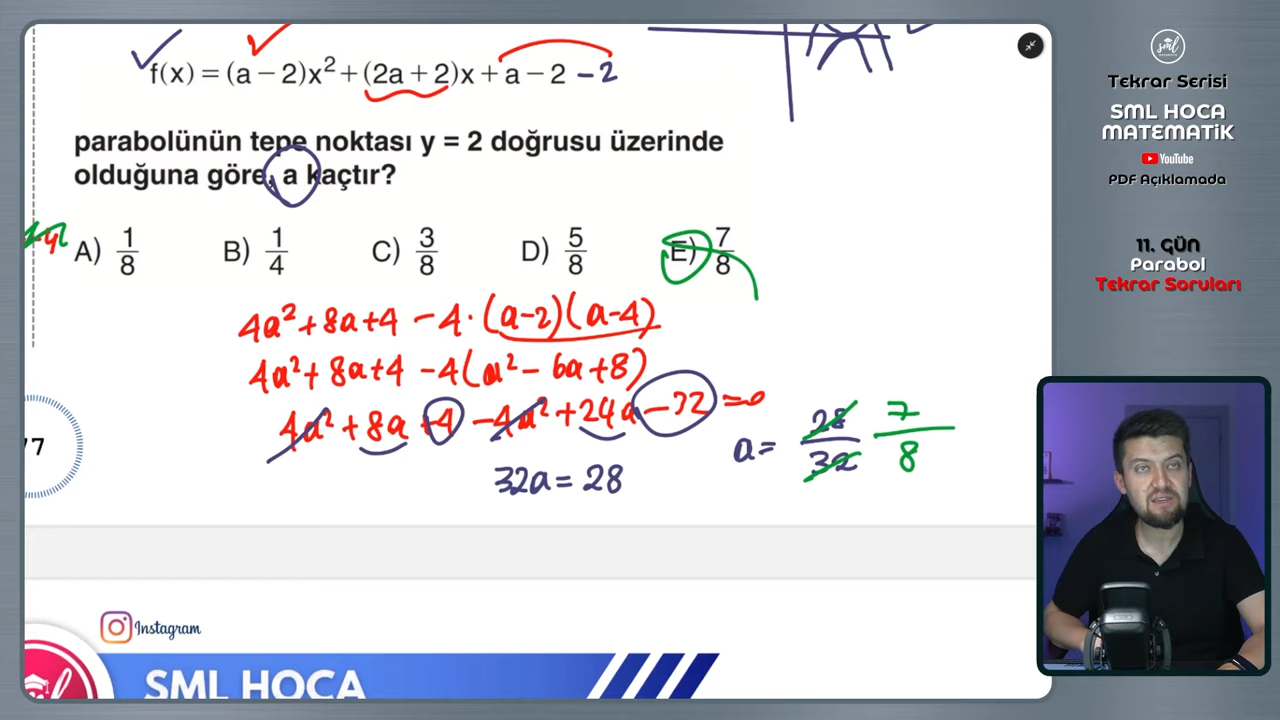 f(x) = (a − 2)x² + (2a + 2)x + a − 2 − 2
parabolünün tepe noktası y = 2 doğrusu üzerinde
olduğuna göre, a kaçtır?
A) 1/8 B) 1/4 C) 3/8 D) 5/8 E) 7/8
4a² + 8a + 4 − 4 · (a−2)(a−4)
4a² + 8a + 4 − 4(a² − 6a + 8)
4a² + 8a + 4 − 4a² + 24a − 32 = 0
32a = 28
a = 28/32 7/8
77
Instagram
SML HOCA
sml
Tekrar Serisi
SML HOCA
MATEMATİK
YouTube
PDF Açıklamada
11. GÜN
Parabol
Tekrar Soruları